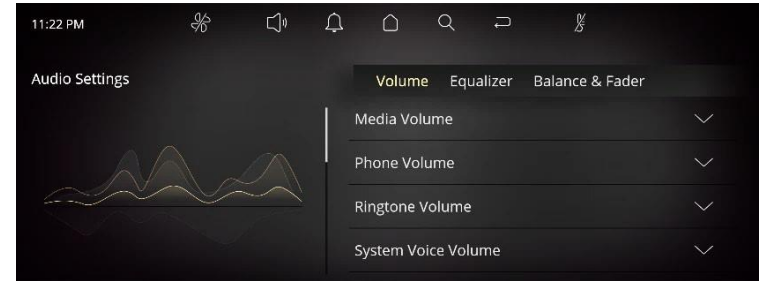 11:22 PM
Audio Settings
Volume Equalizer Balance & Fader
Media Volume
Phone Volume
Ringtone Volume
System Voice Volume